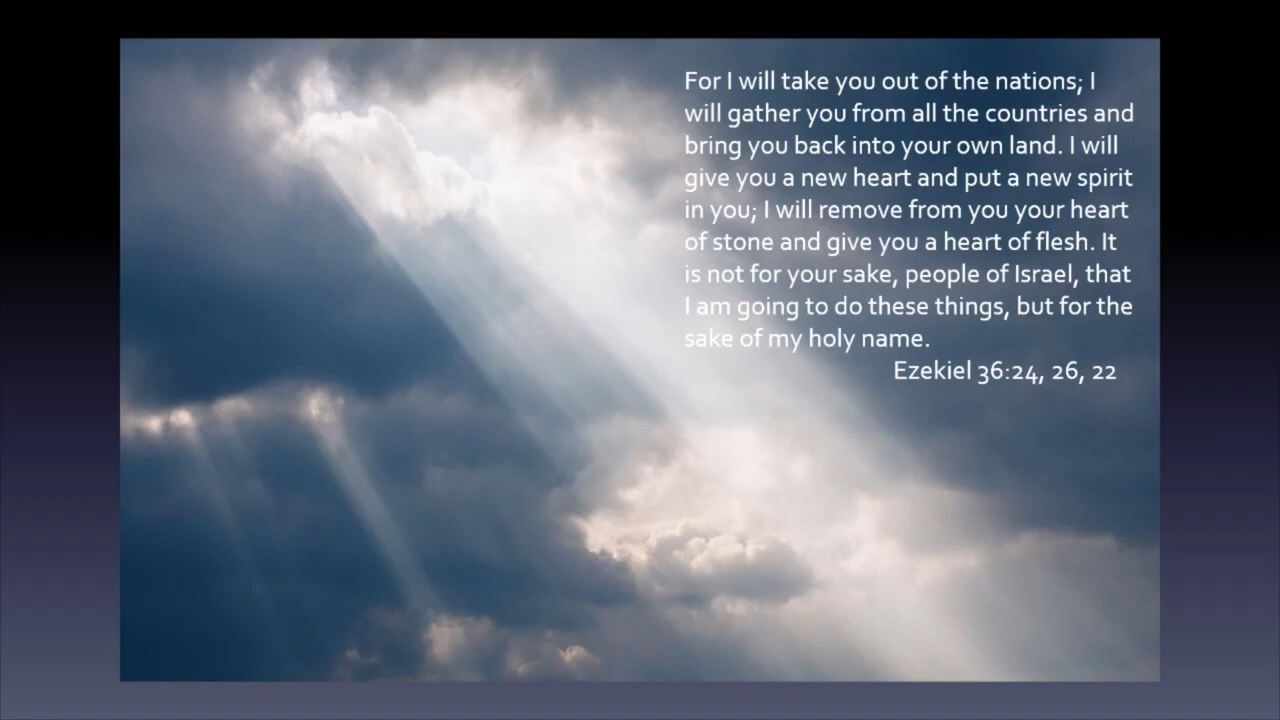 For I will take you out of the nations; I
will gather you from all the countries and
bring you back into your own land. I will
give you a new heart and put a new spirit
in you; I will remove from you your heart
of stone and give you a heart of flesh. It
is not for your sake, people of Israel, that
I am going to do these things, but for the
sake of my holy name.
Ezekiel 36:24, 26, 22